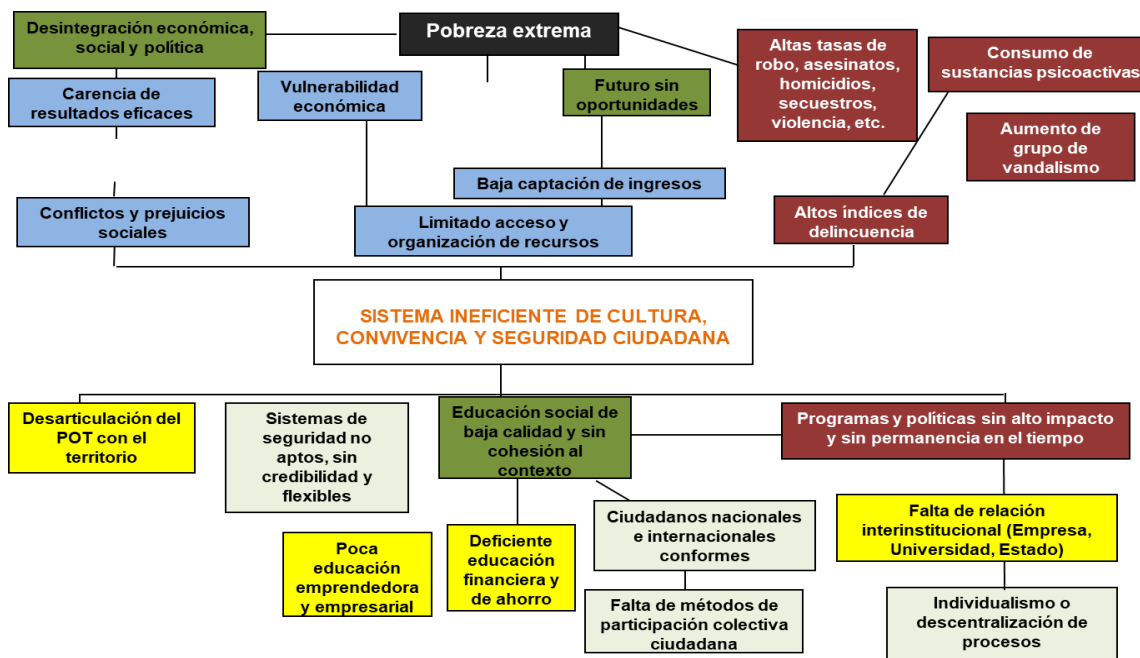 Desintegración económica,
social y política
Pobreza extrema
Altas tasas de
robo, asesinatos,
homicidios,
secuestros,
violencia, etc.
Consumo de
sustancias psicoactivas
Carencia de
resultados eficaces
Vulnerabilidad
económica
Futuro sin
oportunidades
Aumento de
grupo de
vandalismo
Baja captación de ingresos
Conflictos y prejuicios
sociales
Limitado acceso y
organización de recursos
Altos índices de
delincuencia
SISTEMA INEFICIENTE DE CULTURA,
CONVIVENCIA Y SEGURIDAD CIUDADANA
Desarticulación del
POT con el
territorio
Sistemas de
seguridad no
aptos, sin
credibilidad y
flexibles
Educación social de
baja calidad y sin
cohesión al
contexto
Programas y políticas sin alto impacto
y sin permanencia en el tiempo
Poca
educación
emprendedora
y empresarial
Deficiente
educación
financiera y
de ahorro
Ciudadanos nacionales
e internacionales
conformes
Falta de relación
interinstitucional (Empresa,
Universidad, Estado)
Falta de métodos de
participación colectiva
ciudadana
Individualismo o
descentralización de
procesos